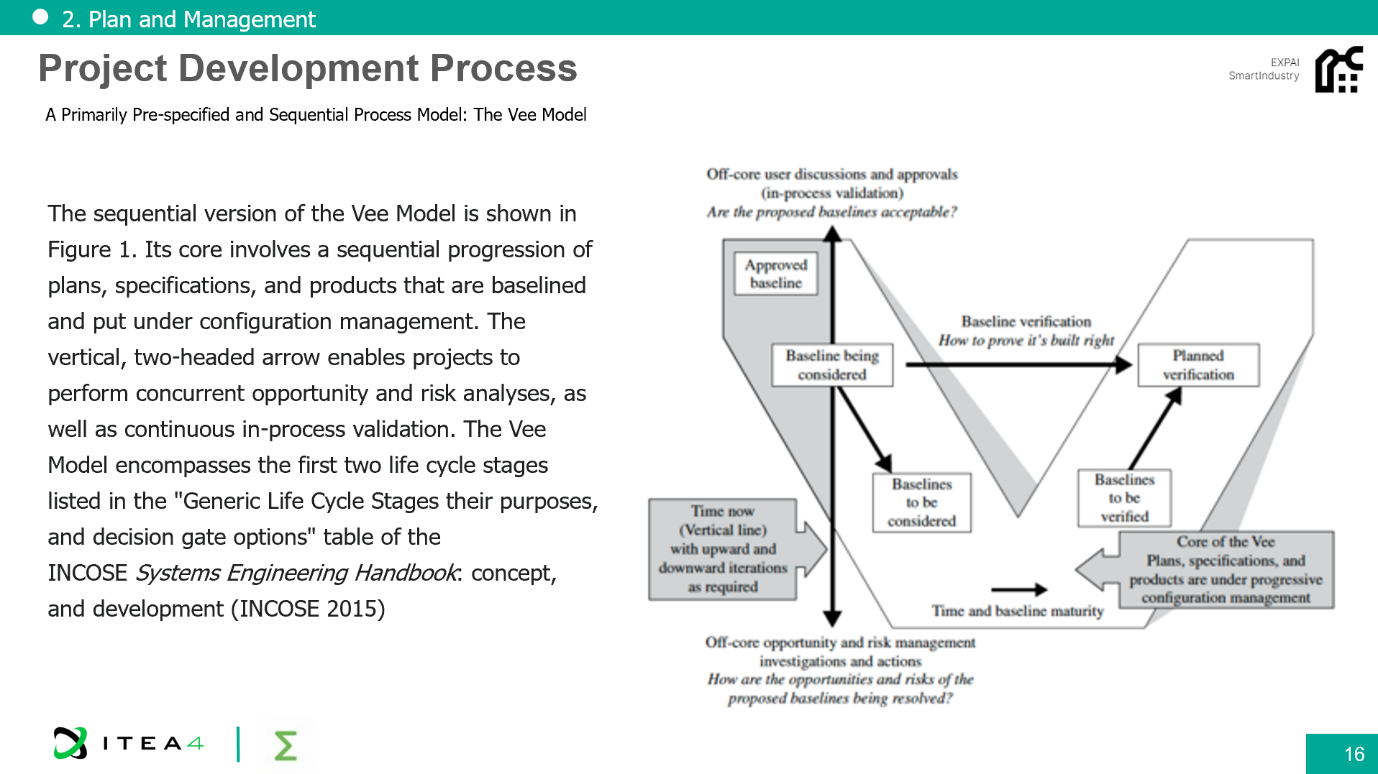 2. Plan and Management
Project Development Process
EXPAI
SmartIndustry
A Primarily Pre-specified and Sequential Process Model: The Vee Model
The sequential version of the Vee Model is shown in
Figure 1. Its core involves a sequential progression of
plans, specifications, and products that are baselined
and put under configuration management. The
vertical, two-headed arrow enables projects to
perform concurrent opportunity and risk analyses, as
well as continuous in-process validation. The Vee
Model encompasses the first two life cycle stages
listed in the "Generic Life Cycle Stages their purposes,
and decision gate options" table of the
INCOSE Systems Engineering Handbook: concept,
and development (INCOSE 2015)
Off-core user discussions and approvals
(in-process validation)
Are the proposed baselines acceptable?
Approved
baseline
Baseline verification
How to prove it's built right
Baseline being
considered
Planned
verification
Baselines
to be
considered
Baselines
to be
verified
Time now
(Vertical line)
with upward and
downward iterations
as required
Core of the Vee
Plans, specifications, and
products are under progressive
configuration management
Time and baseline maturity
Off-core opportunity and risk management
investigations and actions
How are the opportunities and risks of the
proposed baselines being resolved?
ITEA4
Σ
16